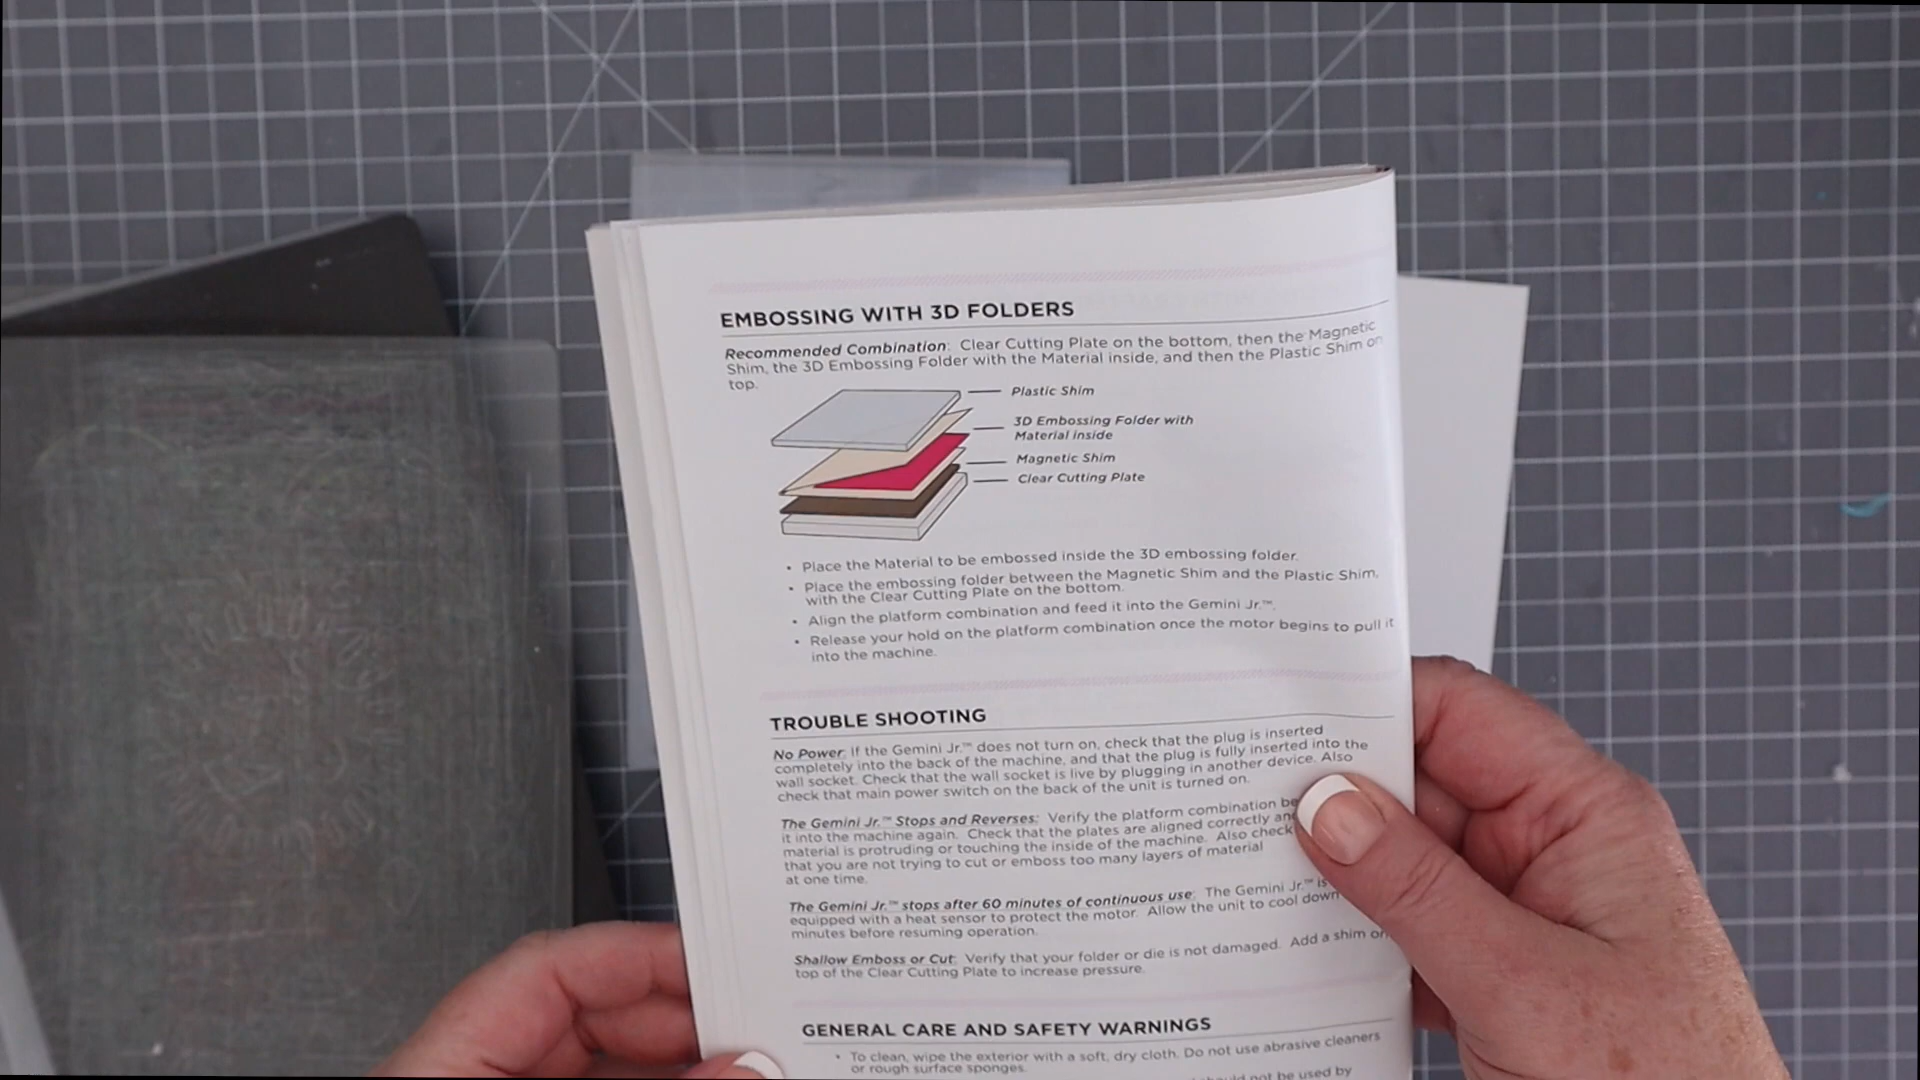 EMBOSSING WITH 3D FOLDERS
Recommended Combination: Clear Cutting Plate on the bottom, then the Magnetic
Shim, the 3D Embossing Folder with the Material inside, and then the Plastic Shim on
top.
Plastic Shim
3D Embossing Folder with
Material inside
Magnetic Shim
Clear Cutting Plate
• Place the Material to be embossed inside the 3D embossing folder.
• Place the embossing folder between the Magnetic Shim and the Plastic Shim,
with the Clear Cutting Plate on the bottom.
• Align the platform combination and feed it into the Gemini Jr.™.
• Release your hold on the platform combination once the motor begins to pull it
into the machine.
TROUBLE SHOOTING
No Power: If the Gemini Jr.™ does not turn on, check that the plug is inserted
completely into the back of the machine, and that the plug is fully inserted into the
wall socket. Check that the wall socket is live by plugging in another device. Also
check that main power switch on the back of the unit is turned on.
The Gemini Jr.™ Stops and Reverses: Verify the platform combination
it into the machine again. Check that the plates are aligned correctly
material is protruding or touching the inside of the machine. Also check
that you are not trying to cut or emboss too many layers of material
at one time.
The Gemini Jr.™ stops after 60 minutes of continuous use: The Gemini Jr.™ is
equipped with a heat sensor to protect the motor. Allow the unit to cool down
minutes before resuming operation.
Shallow Emboss or Cut: Verify that your folder or die is not damaged. Add a shim on
top of the Clear Cutting Plate to increase pressure.
GENERAL CARE AND SAFETY WARNINGS
• To clean, wipe the exterior with a soft, dry cloth. Do not use abrasive cleaners
or rough surface sponges.
not be used by